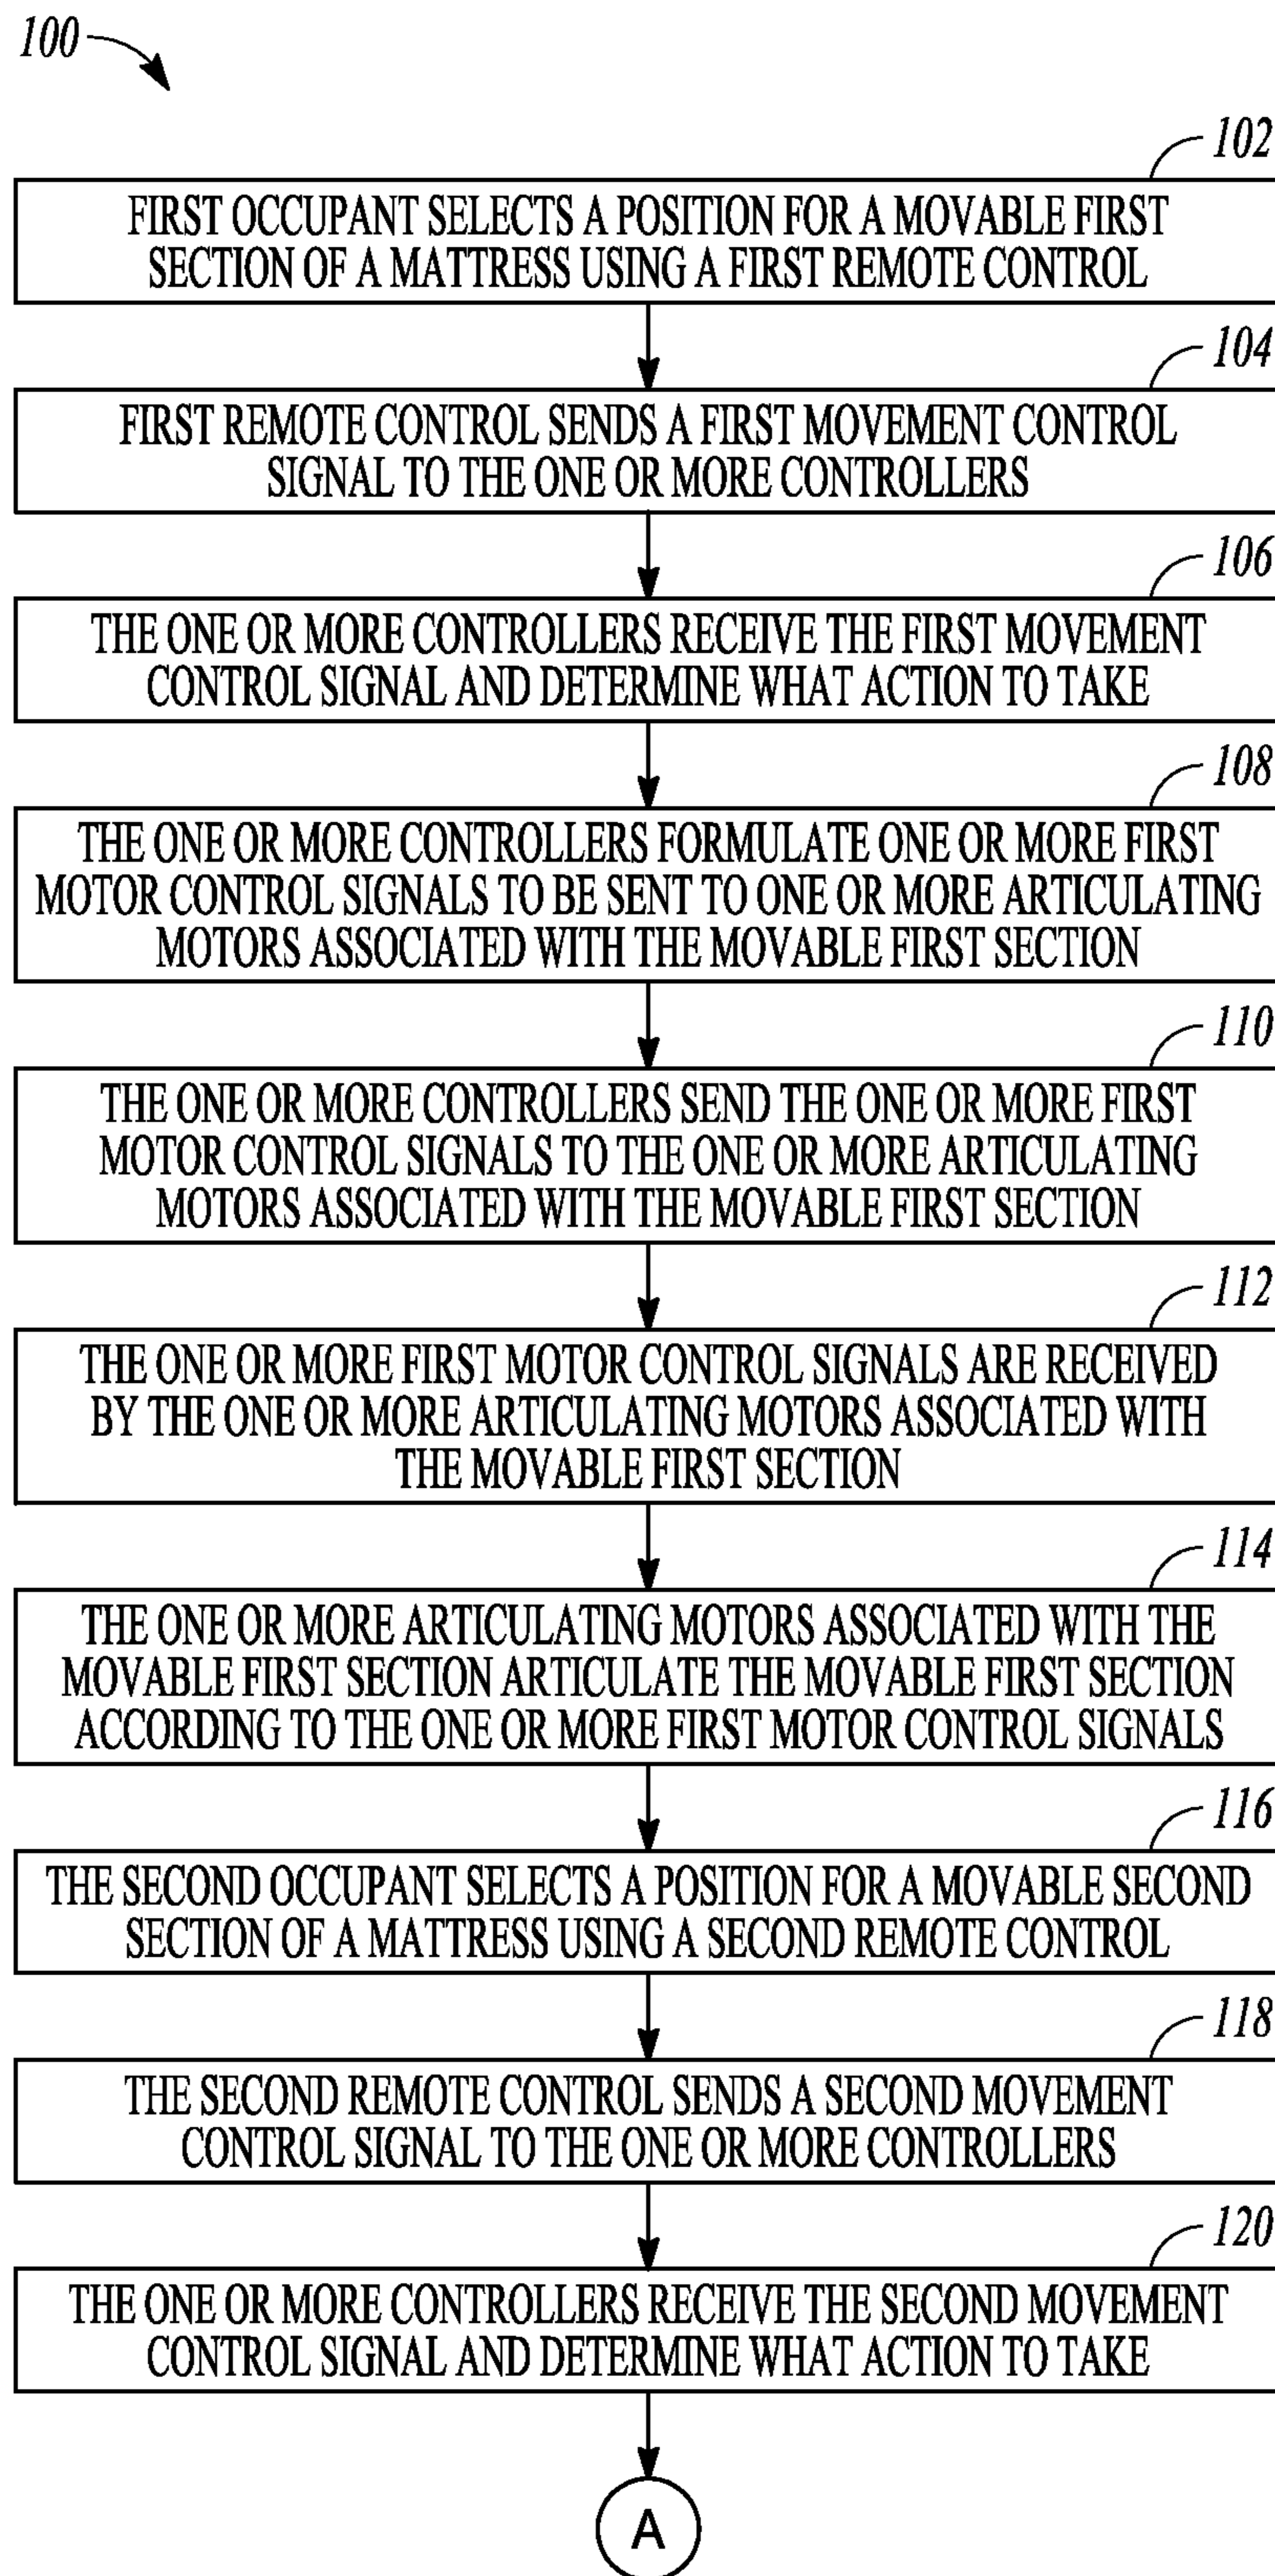 100
102
FIRST OCCUPANT SELECTS A POSITION FOR A MOVABLE FIRST
SECTION OF A MATTRESS USING A FIRST REMOTE CONTROL
104
FIRST REMOTE CONTROL SENDS A FIRST MOVEMENT CONTROL
SIGNAL TO THE ONE OR MORE CONTROLLERS
106
THE ONE OR MORE CONTROLLERS RECEIVE THE FIRST MOVEMENT
CONTROL SIGNAL AND DETERMINE WHAT ACTION TO TAKE
108
THE ONE OR MORE CONTROLLERS FORMULATE ONE OR MORE FIRST
MOTOR CONTROL SIGNALS TO BE SENT TO ONE OR MORE ARTICULATING
MOTORS ASSOCIATED WITH THE MOVABLE FIRST SECTION
110
THE ONE OR MORE CONTROLLERS SEND THE ONE OR MORE FIRST
MOTOR CONTROL SIGNALS TO THE ONE OR MORE ARTICULATING
MOTORS ASSOCIATED WITH THE MOVABLE FIRST SECTION
112
THE ONE OR MORE FIRST MOTOR CONTROL SIGNALS ARE RECEIVED
BY THE ONE OR MORE ARTICULATING MOTORS ASSOCIATED WITH
THE MOVABLE FIRST SECTION
114
THE ONE OR MORE ARTICULATING MOTORS ASSOCIATED WITH THE
MOVABLE FIRST SECTION ARTICULATE THE MOVABLE FIRST SECTION
ACCORDING TO THE ONE OR MORE FIRST MOTOR CONTROL SIGNALS
116
THE SECOND OCCUPANT SELECTS A POSITION FOR A MOVABLE SECOND
SECTION OF A MATTRESS USING A SECOND REMOTE CONTROL
118
THE SECOND REMOTE CONTROL SENDS A SECOND MOVEMENT
CONTROL SIGNAL TO THE ONE OR MORE CONTROLLERS
120
THE ONE OR MORE CONTROLLERS RECEIVE THE SECOND MOVEMENT
CONTROL SIGNAL AND DETERMINE WHAT ACTION TO TAKE
A